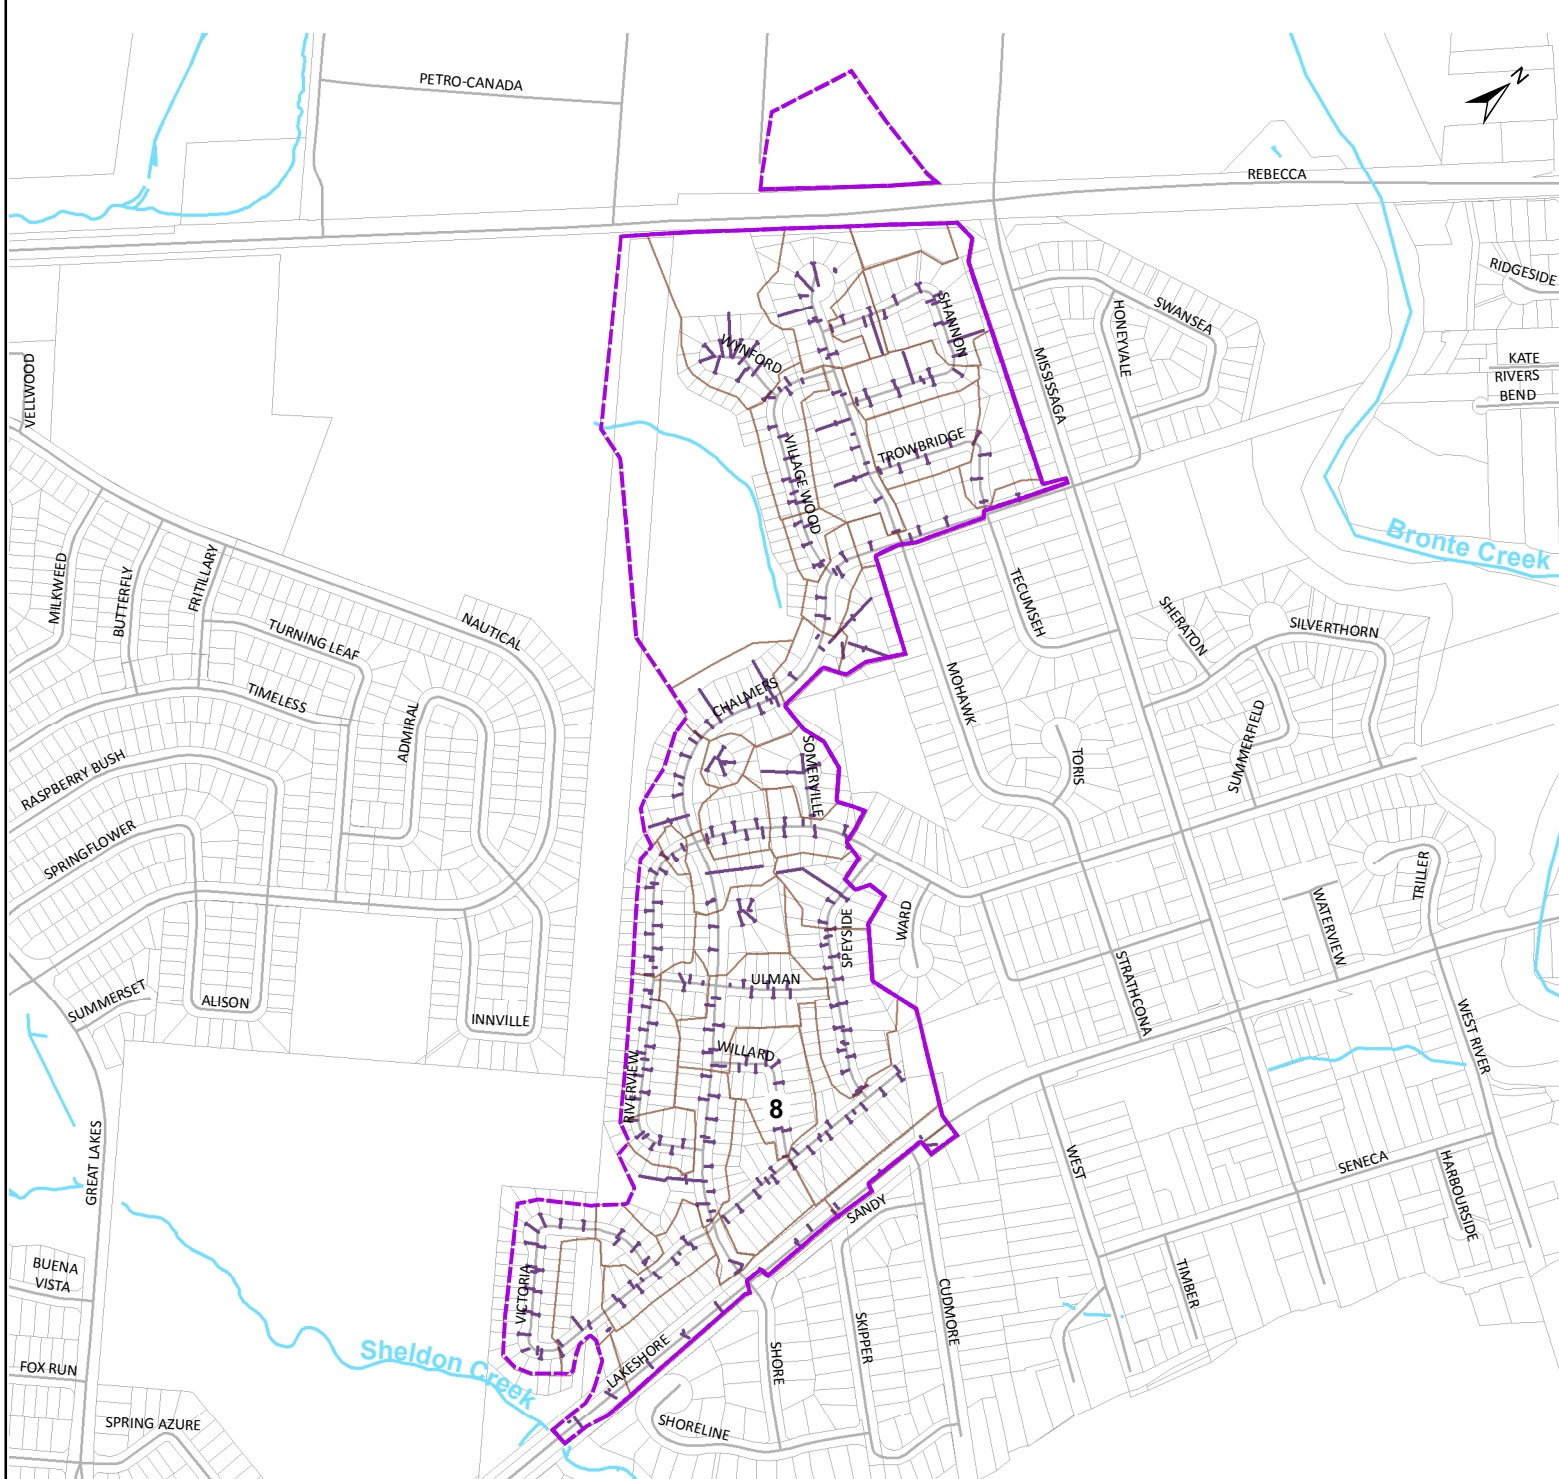 PETRO-CANADA
N
REBECCA
RIDGESIDE
SWANSEA
HONEYVALE
SHANNON
WYNFORD
MISSISSAGA
KATE
RIVERS
BEND
VELLWOOD
TROWBRIDGE
VILLAGE WOOD
Bronte Creek
MILKWEED
BUTTERFLY
FRITILLARY
TURNING LEAF
NAUTICAL
TECUMSEH
SHERATON
SILVERTHORN
TIMELESS
CHALMERS
MOHAWK
ADMIRAL
SOMERVILLE
TORIS
SUMMERFIELD
RASPBERRY BUSH
SPRINGFLOWER
TRILLER
WARD
SPEYSIDE
WATERVIEW
ULMAN
STRATHCONA
SUMMERSET
ALISON
INNVILLE
WEST RIVER
WILLARD
RIVERVIEW
8
GREAT LAKES
WEST
SENECA
HARBOURSIDE
SANDY
BUENA
VISTA
VICTORIA
TIMBER
CUDMORE
SKIPPER
SHORE
LAKESHORE
Sheldon Creek
FOX RUN
SPRING AZURE
SHORELINE